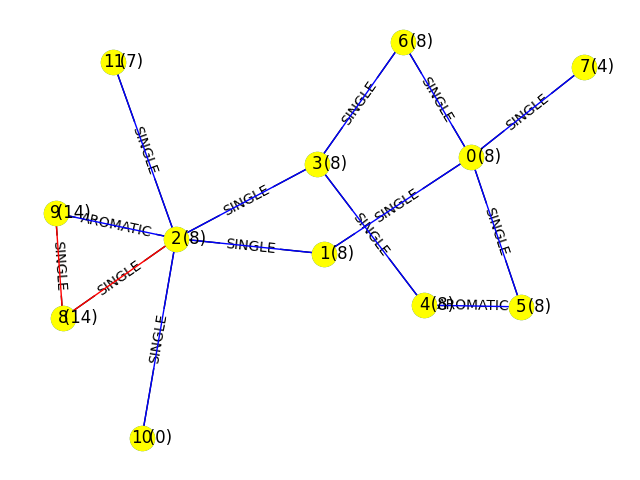 6(8)
11(7)
7(4)
SINGLE
SINGLE
SINGLE
SINGLE
0(8)
3(8)
SINGLE
SINGLE
9(14)
AROMATIC
2(8)
SINGLE
SINGLE
SINGLE
1(8)
SINGLE
SINGLE
4(8)
AROMATIC
5(8)
8(14)
SINGLE
10(0)